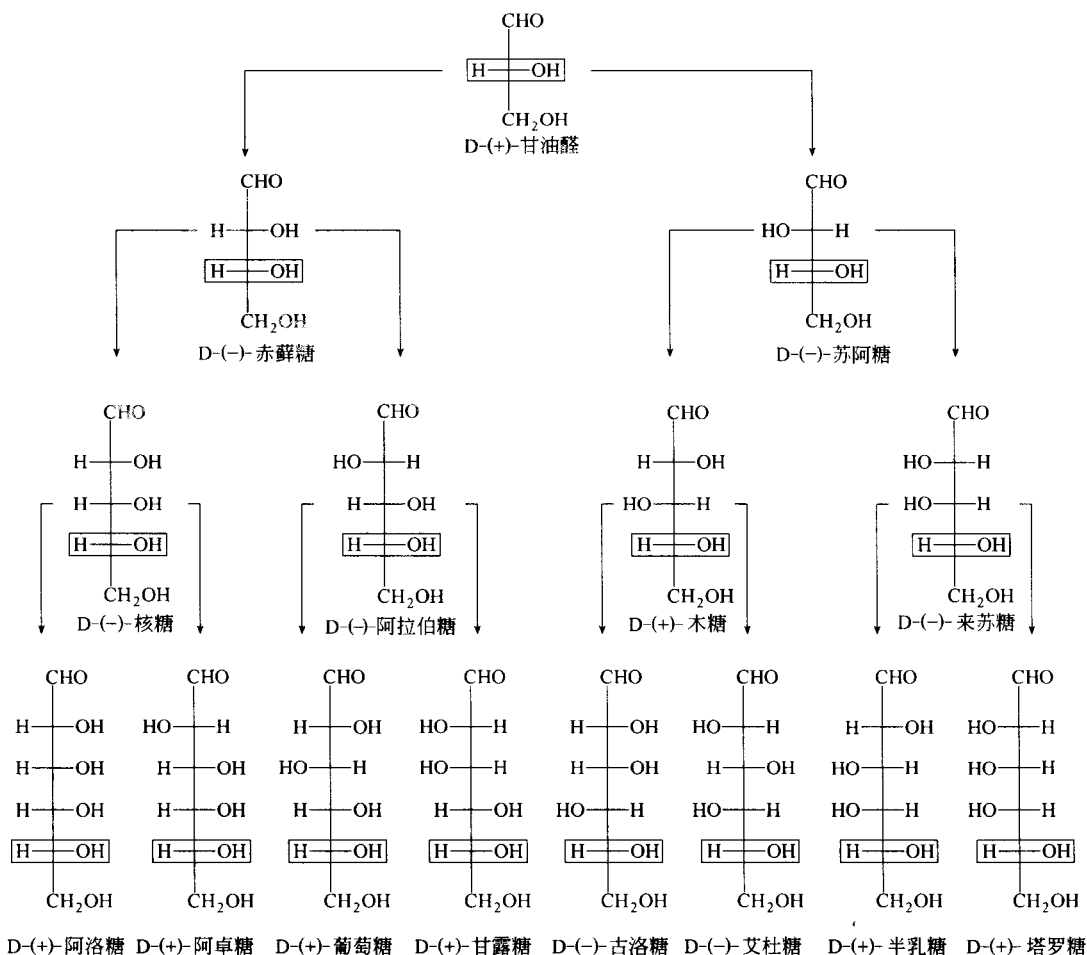 CHO
H OH
CH₂OH
D-(+)-甘油醛
CHO CHO
H OH HO H
H OH H OH
CH₂OH CH₂OH
D-(−)-赤藓糖 D-(−)-苏阿糖
CHO CHO CHO CHO
H OH HO H H OH HO H
H OH H OH HO H HO H
H OH H OH H OH H OH
CH₂OH CH₂OH CH₂OH CH₂OH
D-(−)-核糖 D-(−)-阿拉伯糖 D-(+)-木糖 D-(−)-来苏糖
CHO CHO CHO CHO CHO CHO CHO CHO
H OH HO H H OH HO H H OH HO H H OH HO H
H OH H OH HO H HO H H OH H OH HO H HO H
H OH H OH H OH H OH HO H HO H HO H HO H
H OH H OH H OH H OH H OH H OH H OH H OH
CH₂OH CH₂OH CH₂OH CH₂OH CH₂OH CH₂OH CH₂OH CH₂OH
D-(+)-阿洛糖 D-(+)-阿卓糖 D-(+)-葡萄糖 D-(+)-甘露糖 D-(−)-古洛糖 D-(−)-艾杜糖 D-(+)-半乳糖 D-(+)-塔罗糖